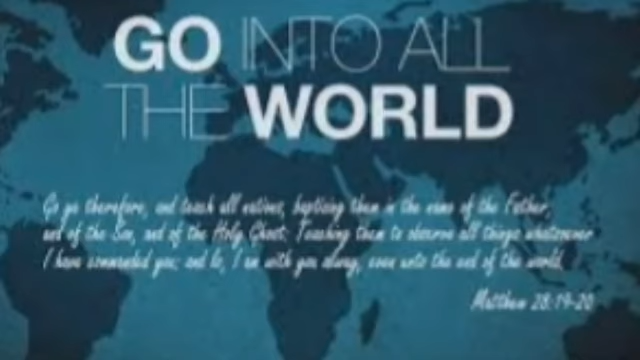 GO INTO ALL
THE WORLD
Go ye therefore, and teach all nations, baptizing them in the name of the Father,
and of the Son, and of the Holy Ghost: Teaching them to observe all things whatsoever
I have commanded you; and lo, I am with you alway, even unto the end of the world.
Matthew 28:19-20